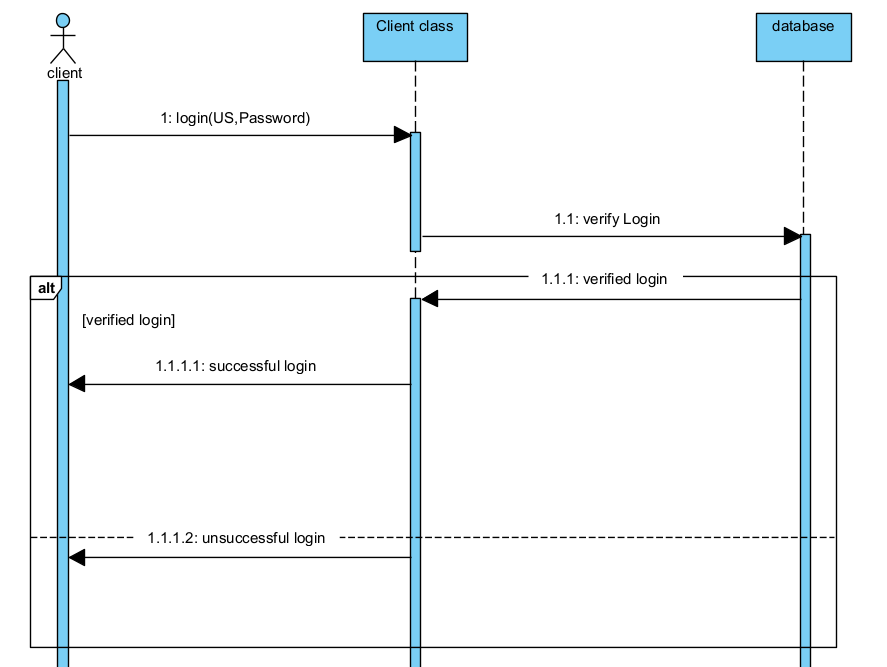 Client class
database
client
1: login(US,Password)
1.1: verify Login
alt
1.1.1: verified login
[verified login]
1.1.1.1: successful login
1.1.1.2: unsuccessful login